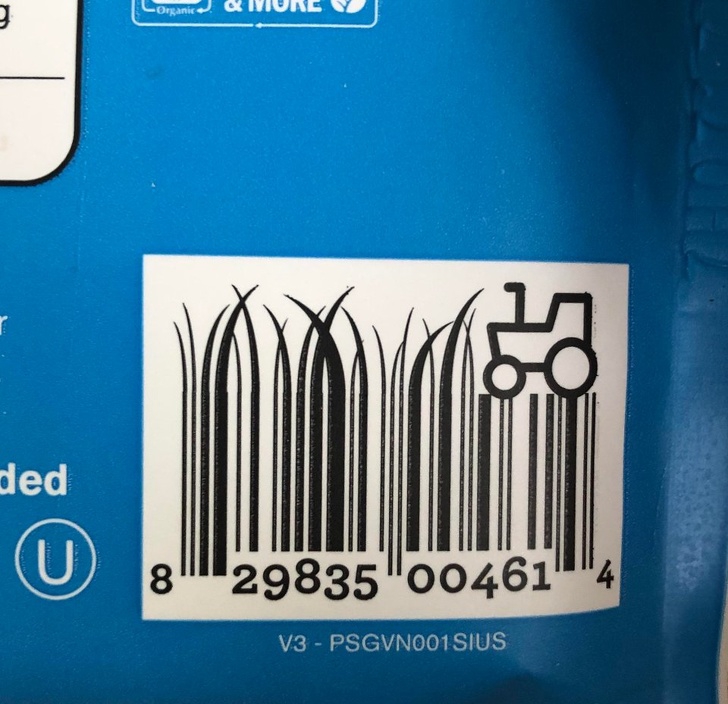 g
Organic
& MORE
r
ded
U
8 29835 00461 4
V3 - PSGVN001SIUS